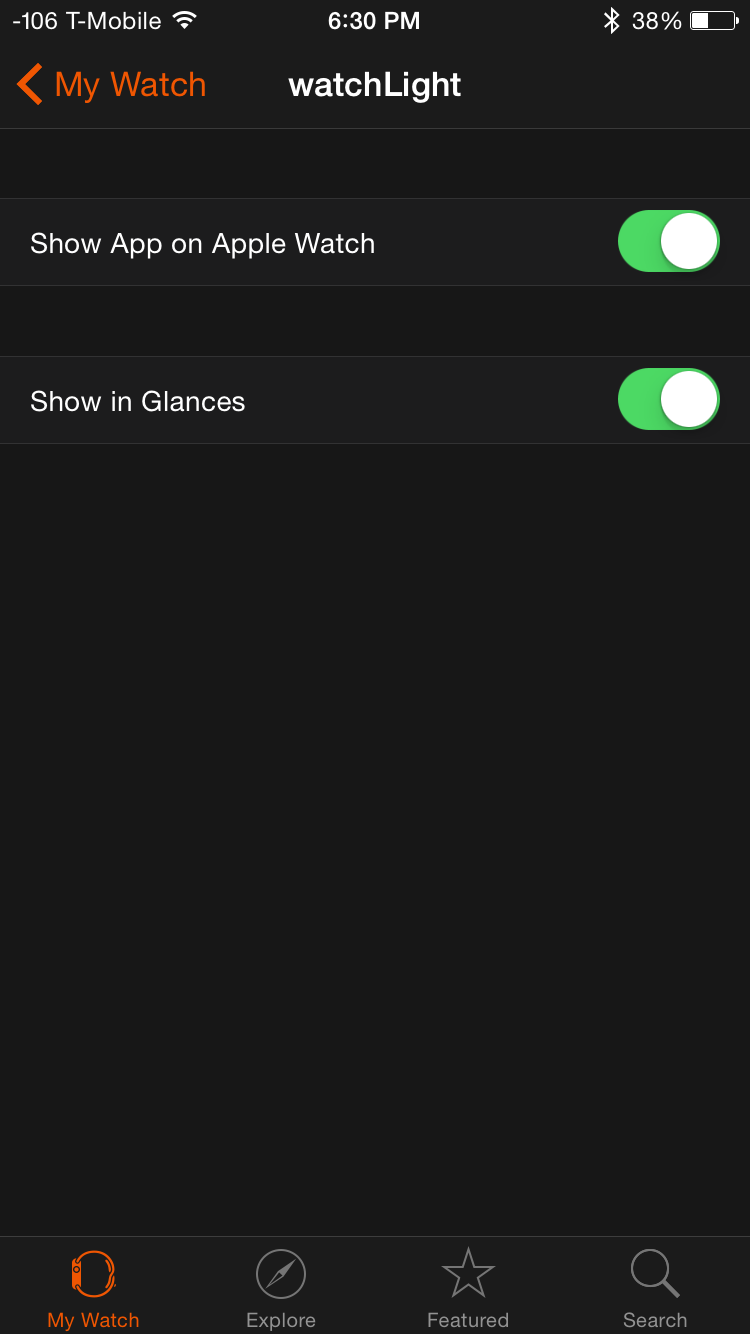 -106 T-Mobile 6:30 PM 38%
My Watch watchLight
Show App on Apple Watch
Show in Glances
My Watch Explore Featured Search